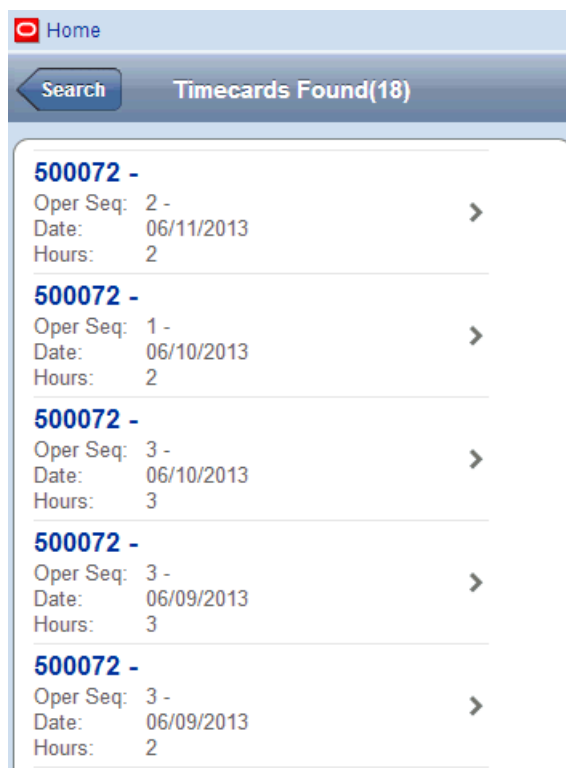 Home
Search Timecards Found(18)
500072 -
Oper Seq: 2 -
Date: 06/11/2013
Hours: 2
500072 -
Oper Seq: 1 -
Date: 06/10/2013
Hours: 2
500072 -
Oper Seq: 3 -
Date: 06/10/2013
Hours: 3
500072 -
Oper Seq: 3 -
Date: 06/09/2013
Hours: 3
500072 -
Oper Seq: 3 -
Date: 06/09/2013
Hours: 2